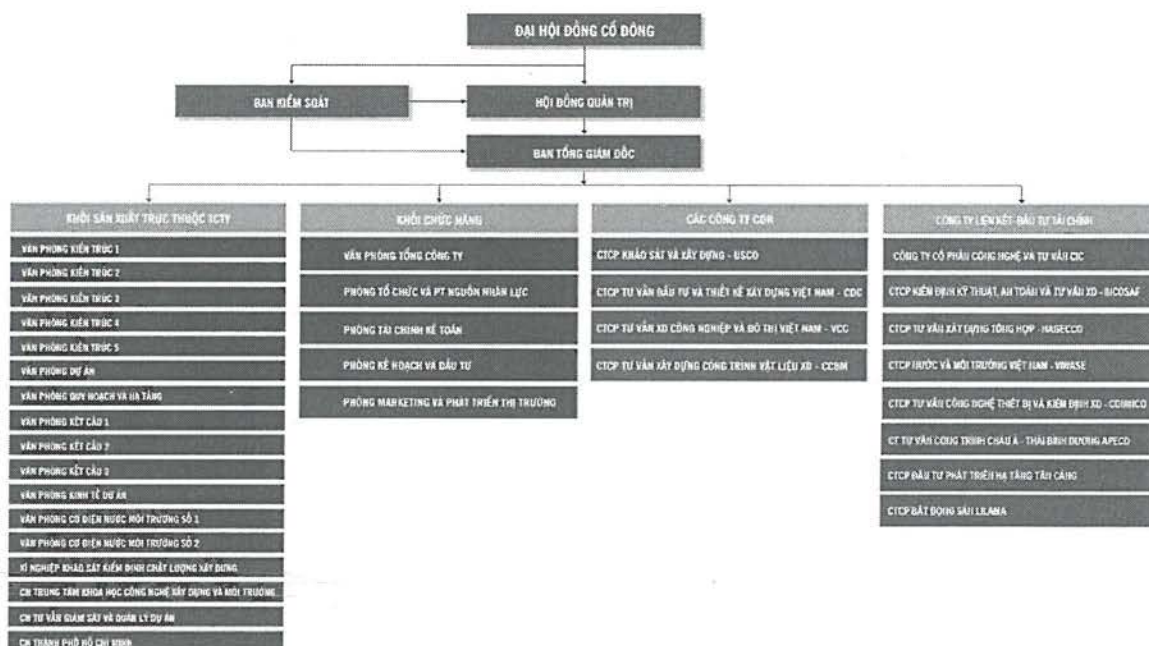 ĐẠI HỘI ĐỒNG CỔ ĐÔNG
BAN KIỂM SOÁT
HỘI ĐỒNG QUẢN TRỊ
BAN TỔNG GIÁM ĐỐC
KHỐI SẢN XUẤT TRỰC THUỘC TCTY
VĂN PHÒNG KIẾN TRÚC 1
VĂN PHÒNG KIẾN TRÚC 2
VĂN PHÒNG KIẾN TRÚC 3
VĂN PHÒNG KIẾN TRÚC 4
VĂN PHÒNG KIẾN TRÚC 5
VĂN PHÒNG DỰ ÁN
VĂN PHÒNG QUY HOẠCH VÀ HẠ TẦNG
VĂN PHÒNG KẾT CẤU 1
VĂN PHÒNG KẾT CẤU 2
VĂN PHÒNG KẾT CẤU 3
VĂN PHÒNG KINH TẾ DỰ ÁN
VĂN PHÒNG CƠ ĐIỆN NƯỚC MÔI TRƯỜNG SỐ 1
VĂN PHÒNG CƠ ĐIỆN NƯỚC MÔI TRƯỜNG SỐ 2
XÍ NGHIỆP KHẢO SÁT KIỂM ĐỊNH CHẤT LƯỢNG XÂY DỰNG
CN TRUNG TÂM KHOA HỌC CÔNG NGHỆ XÂY DỰNG VÀ MÔI TRƯỜNG
CN TƯ VẤN GIÁM SÁT VÀ QUẢN LÝ DỰ ÁN
CN THÀNH PHỐ HỒ CHÍ MINH
KHỐI CHỨC NĂNG
VĂN PHÒNG TỔNG CÔNG TY
PHÒNG TỔ CHỨC VÀ PT NGUỒN NHÂN LỰC
PHÒNG TÀI CHÍNH KẾ TOÁN
PHÒNG KẾ HOẠCH VÀ ĐẦU TƯ
PHÒNG MARKETING VÀ PHÁT TRIỂN THỊ TRƯỜNG
CÁC CÔNG TY CON
CTCP KHẢO SÁT VÀ XÂY DỰNG - USCO
CTCP TƯ VẤN ĐẦU TƯ VÀ THIẾT KẾ XÂY DỰNG VIỆT NAM - CDC
CTCP TƯ VẤN XD CÔNG NGHIỆP VÀ ĐÔ THỊ VIỆT NAM - VCC
CTCP TƯ VẤN XÂY DỰNG CÔNG TRÌNH VẬT LIỆU XD - CCBM
CÔNG TY LIÊN KẾT-ĐẦU TƯ TÀI CHÍNH
CÔNG TY CỔ PHẦN CÔNG NGHỆ VÀ TƯ VẤN CIC
CTCP KIỂM ĐỊNH KỸ THUẬT, AN TOÀN VÀ TƯ VẤN XD - INCOSAF
CTCP TƯ VẤN XÂY DỰNG TỔNG HỢP - NAGECCO
CTCP NƯỚC VÀ MÔI TRƯỜNG VIỆT NAM - VIWASE
CTCP TƯ VẤN CÔNG NGHỆ THIẾT BỊ VÀ KIỂM ĐỊNH XD - CONINCO
CT TƯ VẤN CÔNG TRÌNH CHÂU Á - THÁI BÌNH DƯƠNG APECO
CTCP ĐẦU TƯ PHÁT TRIỂN HẠ TẦNG TÂN CẢNG
CTCP BẤT ĐỘNG SẢN LILAMA